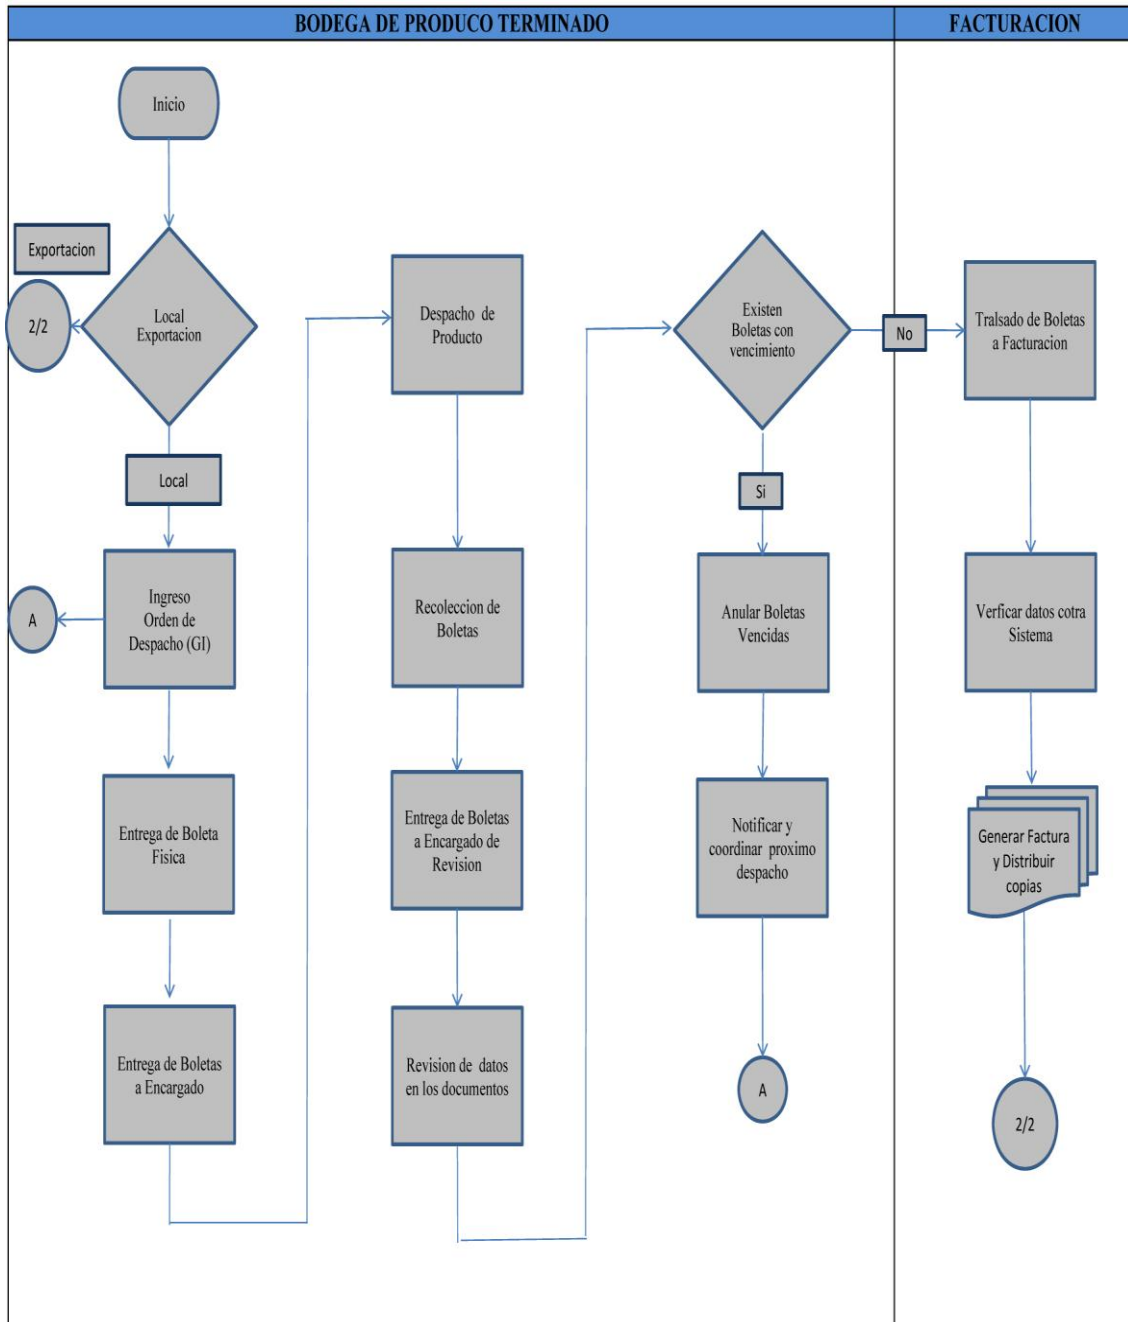 BODEGA DE PRODUCO TERMINADO
FACTURACION
Inicio
Exportacion
2/2
Local
Exportacion
Local
Ingreso
Orden de
Despacho (GI)
A
Entrega de Boleta
Fisica
Entrega de Boletas
a Encargado
Despacho de
Producto
Recoleccion de
Boletas
Entrega de Boletas
a Encargado de
Revision
Revision de datos
en los documentos
Existen
Boletas con
vencimiento
No
Si
Anular Boletas
Vencidas
Notificar y
coordinar proximo
despacho
A
Tralsado de Boletas
a Facturacion
Verficar datos cotra
Sistema
Generar Factura
y Distribuir
copias
2/2